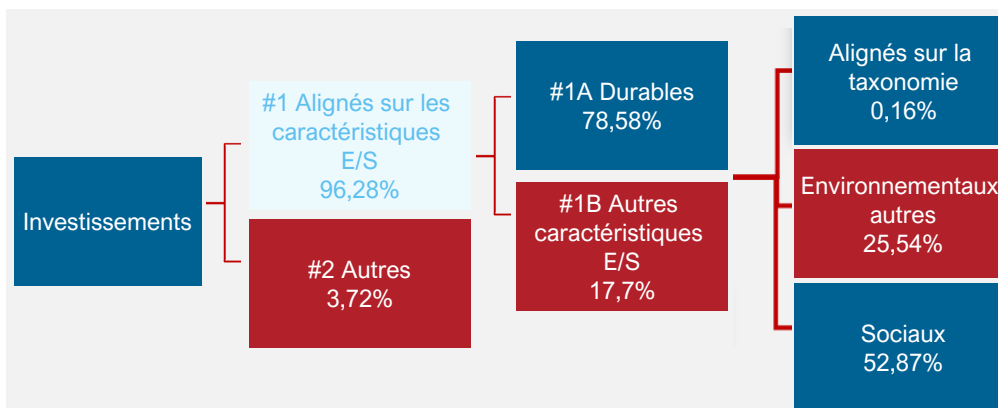 Investissements
#1 Alignés sur les
caractéristiques
E/S
96,28%
#2 Autres
3,72%
#1A Durables
78,58%
#1B Autres
caractéristiques
E/S
17,7%
Alignés sur la
taxonomie
0,16%
Environnementaux
autres
25,54%
Sociaux
52,87%